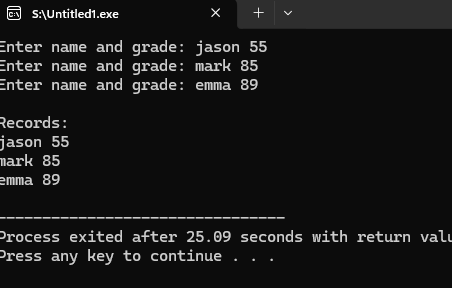 S:\Untitled1.exe
Enter name and grade: jason 55
Enter name and grade: mark 85
Enter name and grade: emma 89
Records:
jason 55
mark 85
emma 89
--------------------------------
Process exited after 25.09 seconds with return valu
Press any key to continue . . .